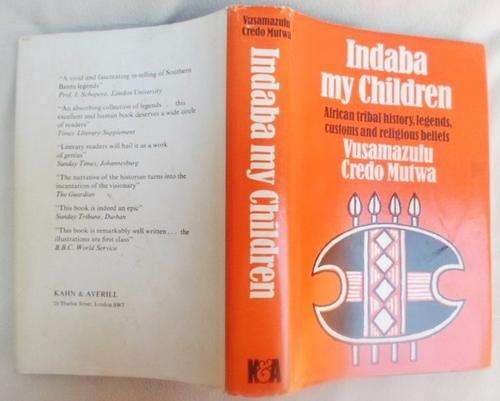 "A vivid and fascinating re-telling of Southern
Bantu legends"
Prof. I. Schapera, London University
"An absorbing collection of legends . . . this
excellent and human book deserves a wide circle
of readers"
Times Literary Supplement
"Literary readers will hail it as a work
of genius"
Sunday Times, Johannesburg
"The narrative of the historian turns into the
incantation of the visionary"
The Guardian
"This book is indeed an epic"
Sunday Tribune, Durban
"This book is remarkably well written . . . the
illustrations are first class"
B.B.C. World Service
KAHN & AVERILL
Thurloe Street, London SW7
Vusamazulu
Credo Mutwa
Indaba my Children
K&A
Indaba
my Children
African tribal history, legends,
customs and religious beliefs
Vusamazulu
Credo Mutwa